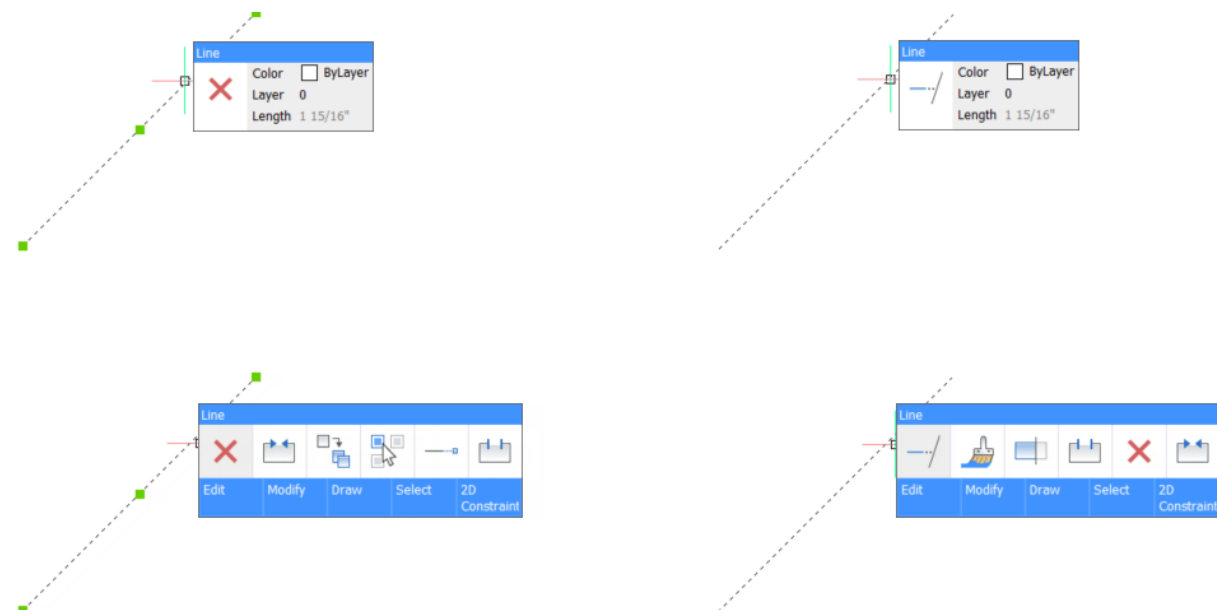 Line
Color ByLayer
Layer 0
Length 1 15/16"
Line
Color ByLayer
Layer 0
Length 1 15/16"
Line
Edit Modify Draw Select 2D
Constraint
Line
Edit Modify Draw Select 2D
Constraint